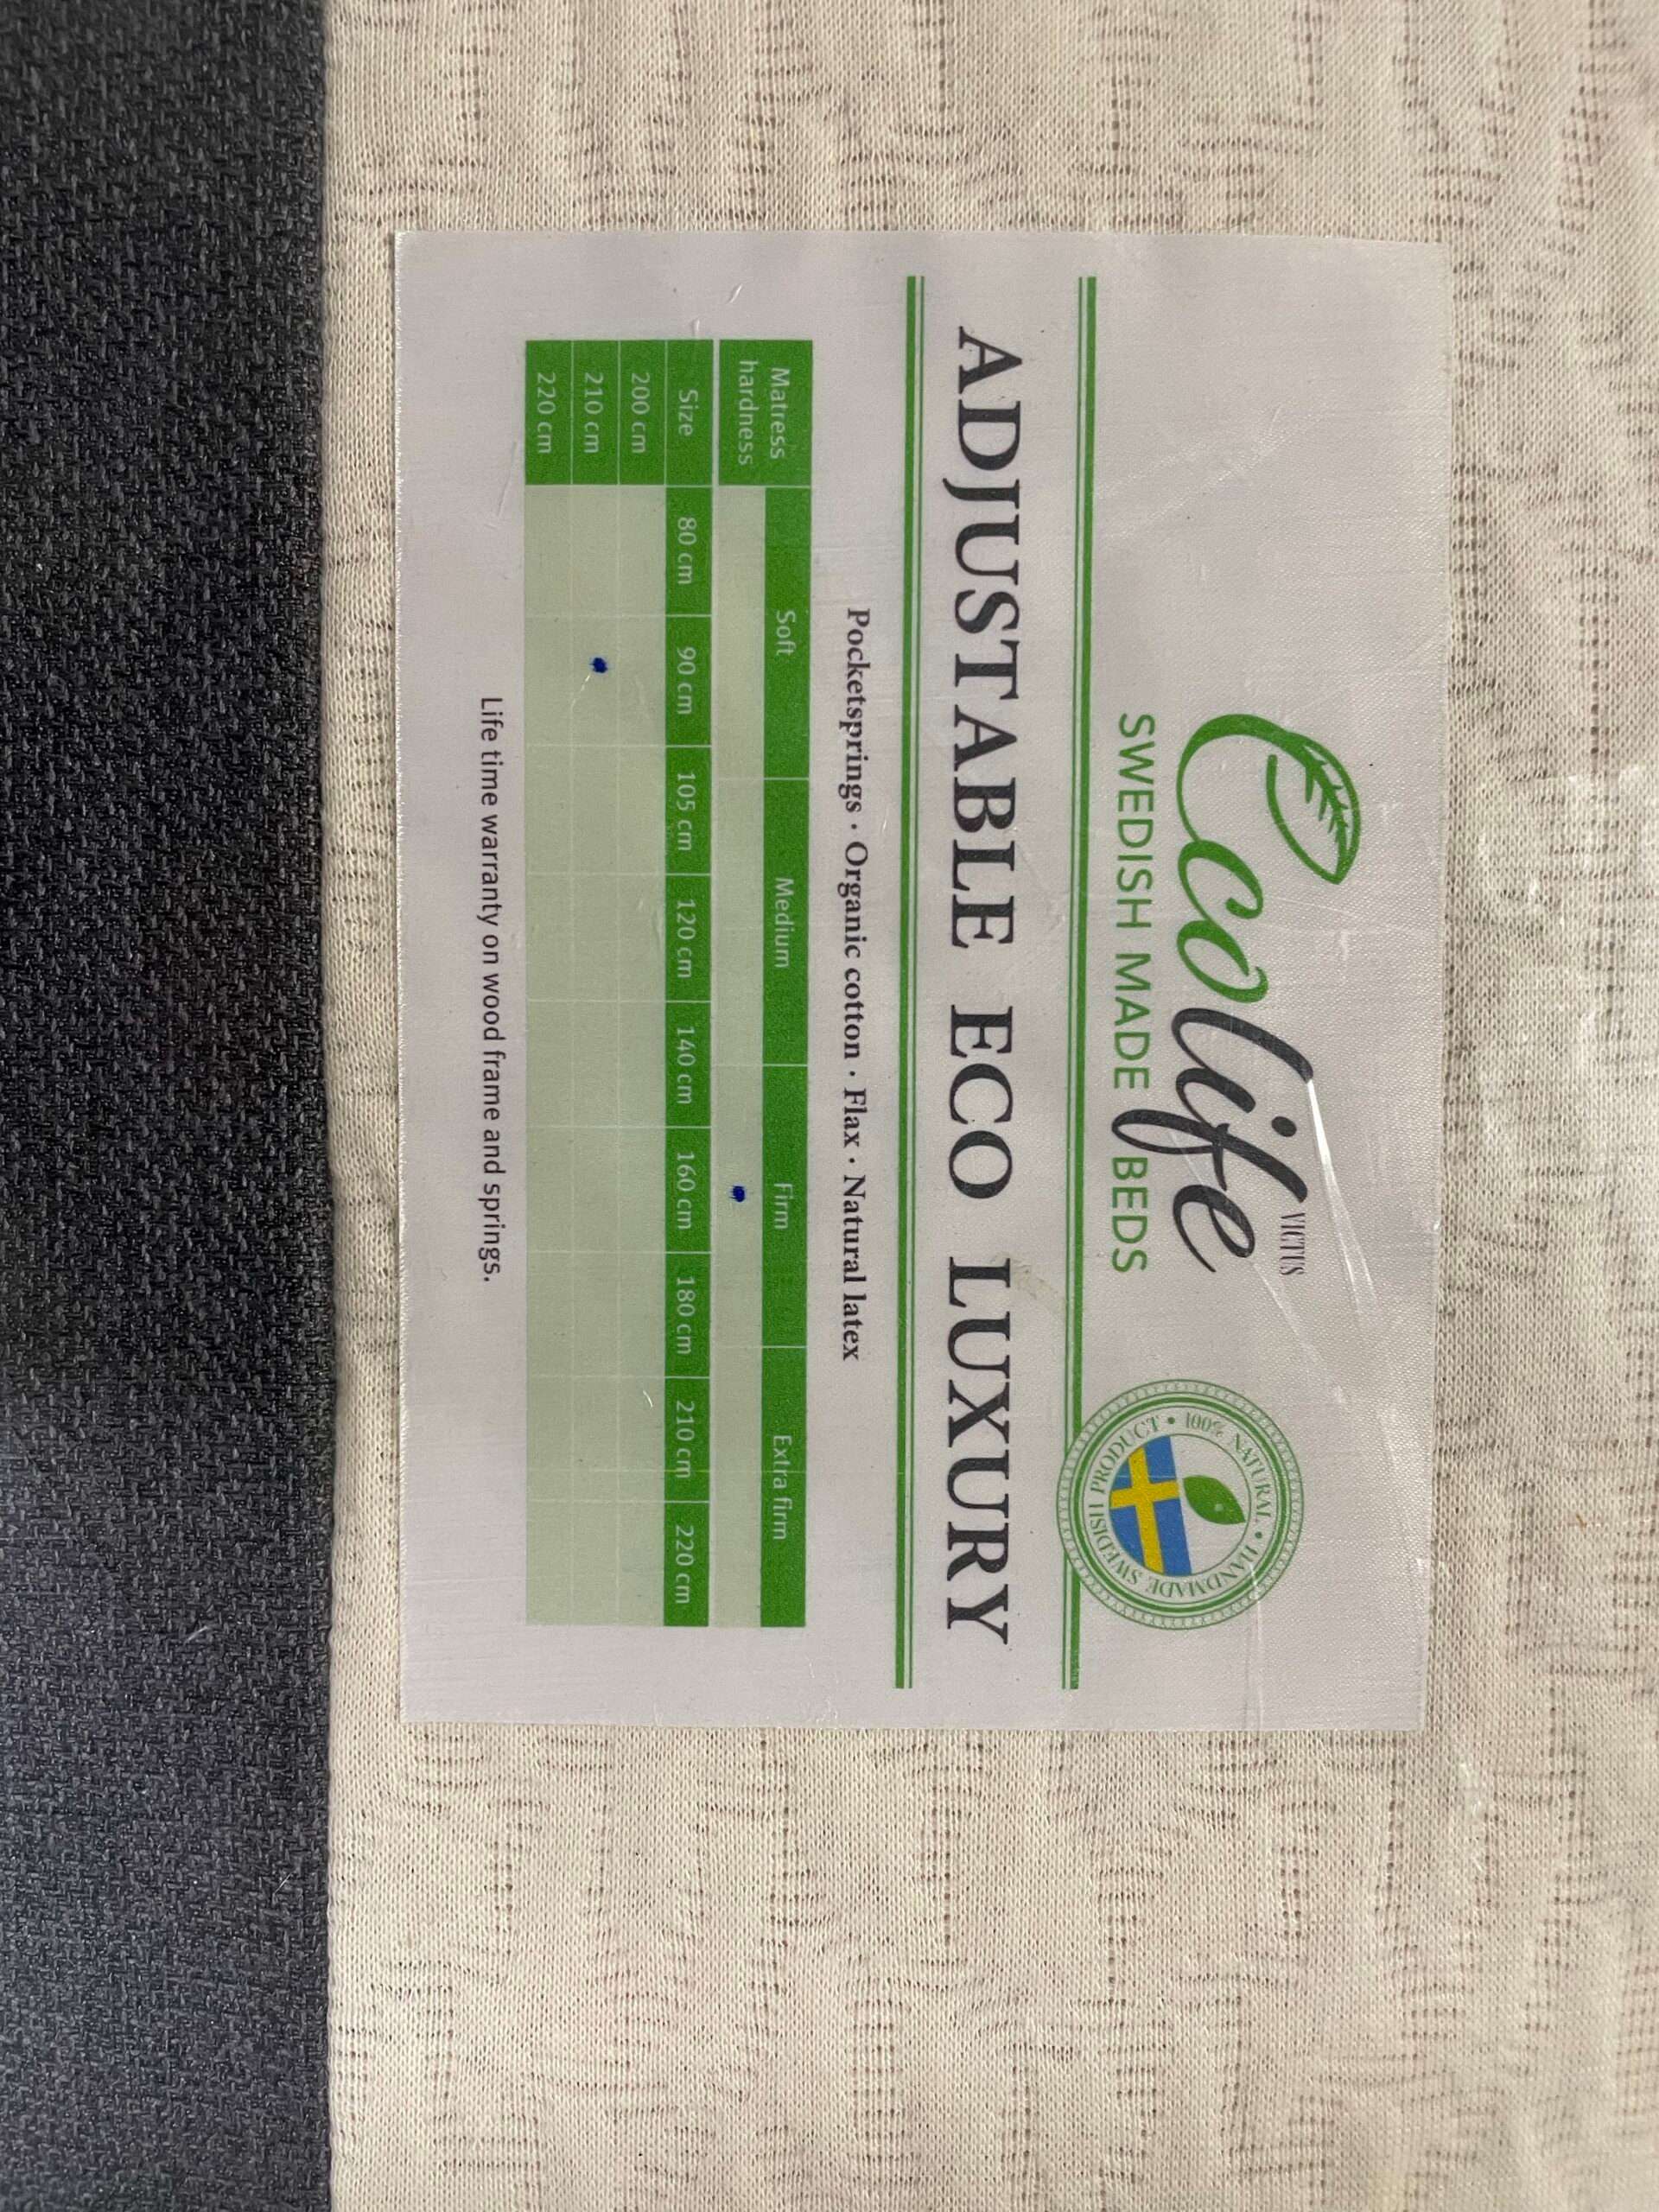 Ecolife VICTUS
SWEDISH MADE BEDS
100% NATURAL • HANDMADE SWEDISH PRODUCT •
ADJUSTABLE ECO LUXURY
Pocketsprings · Organic cotton · Flax · Natural latex
Matress hardness Soft Medium Firm Extra firm
Size 80 cm 90 cm 105 cm 120 cm 140 cm 160 cm 180 cm 210 cm 220 cm
200 cm
210 cm
220 cm
Life time warranty on wood frame and springs.